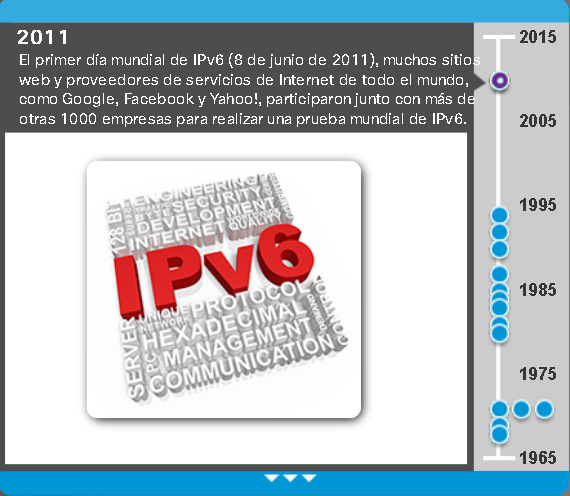 2011
El primer día mundial de IPv6 (8 de junio de 2011), muchos sitios
web y proveedores de servicios de Internet de todo el mundo,
como Google, Facebook y Yahoo!, participaron junto con más de
otras 1000 empresas para realizar una prueba mundial de IPv6.
2015
2005
1995
1985
1975
1965
ENGINEERING
128 BIT
BYTE SECURITY
DEVELOPMENT
INTERNET
QUALITY
IPv6
UNIQUE PROTOCOL
NETWORK
HEXADECIMAL
SERVER
PC MANAGEMENT
COMMUNICATION